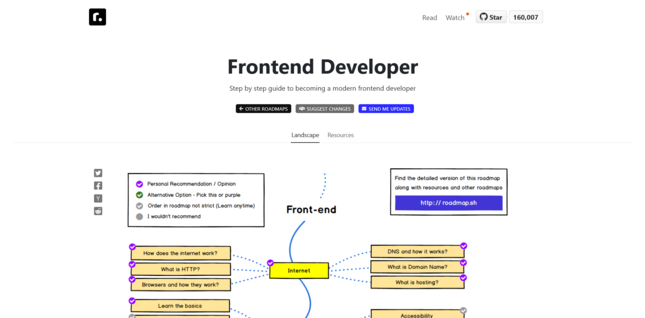 r.
Read
Watch
Star
160,007
Frontend Developer
Step by step guide to becoming a modern frontend developer
OTHER ROADMAPS
SUGGEST CHANGES
SEND ME UPDATES
Landscape
Resources
Personal Recommendation / Opinion
Alternative Option - Pick this or purple
Order in roadmap not strict (Learn anytime)
I wouldn't recommend
Find the detailed version of this roadmap
along with resources and other roadmaps
http:// roadmap.sh
Front-end
How does the internet work?
What is HTTP?
Browsers and how they work?
Internet
DNS and how it works?
What is Domain Name?
What is hosting?
Learn the basics
Accessibility